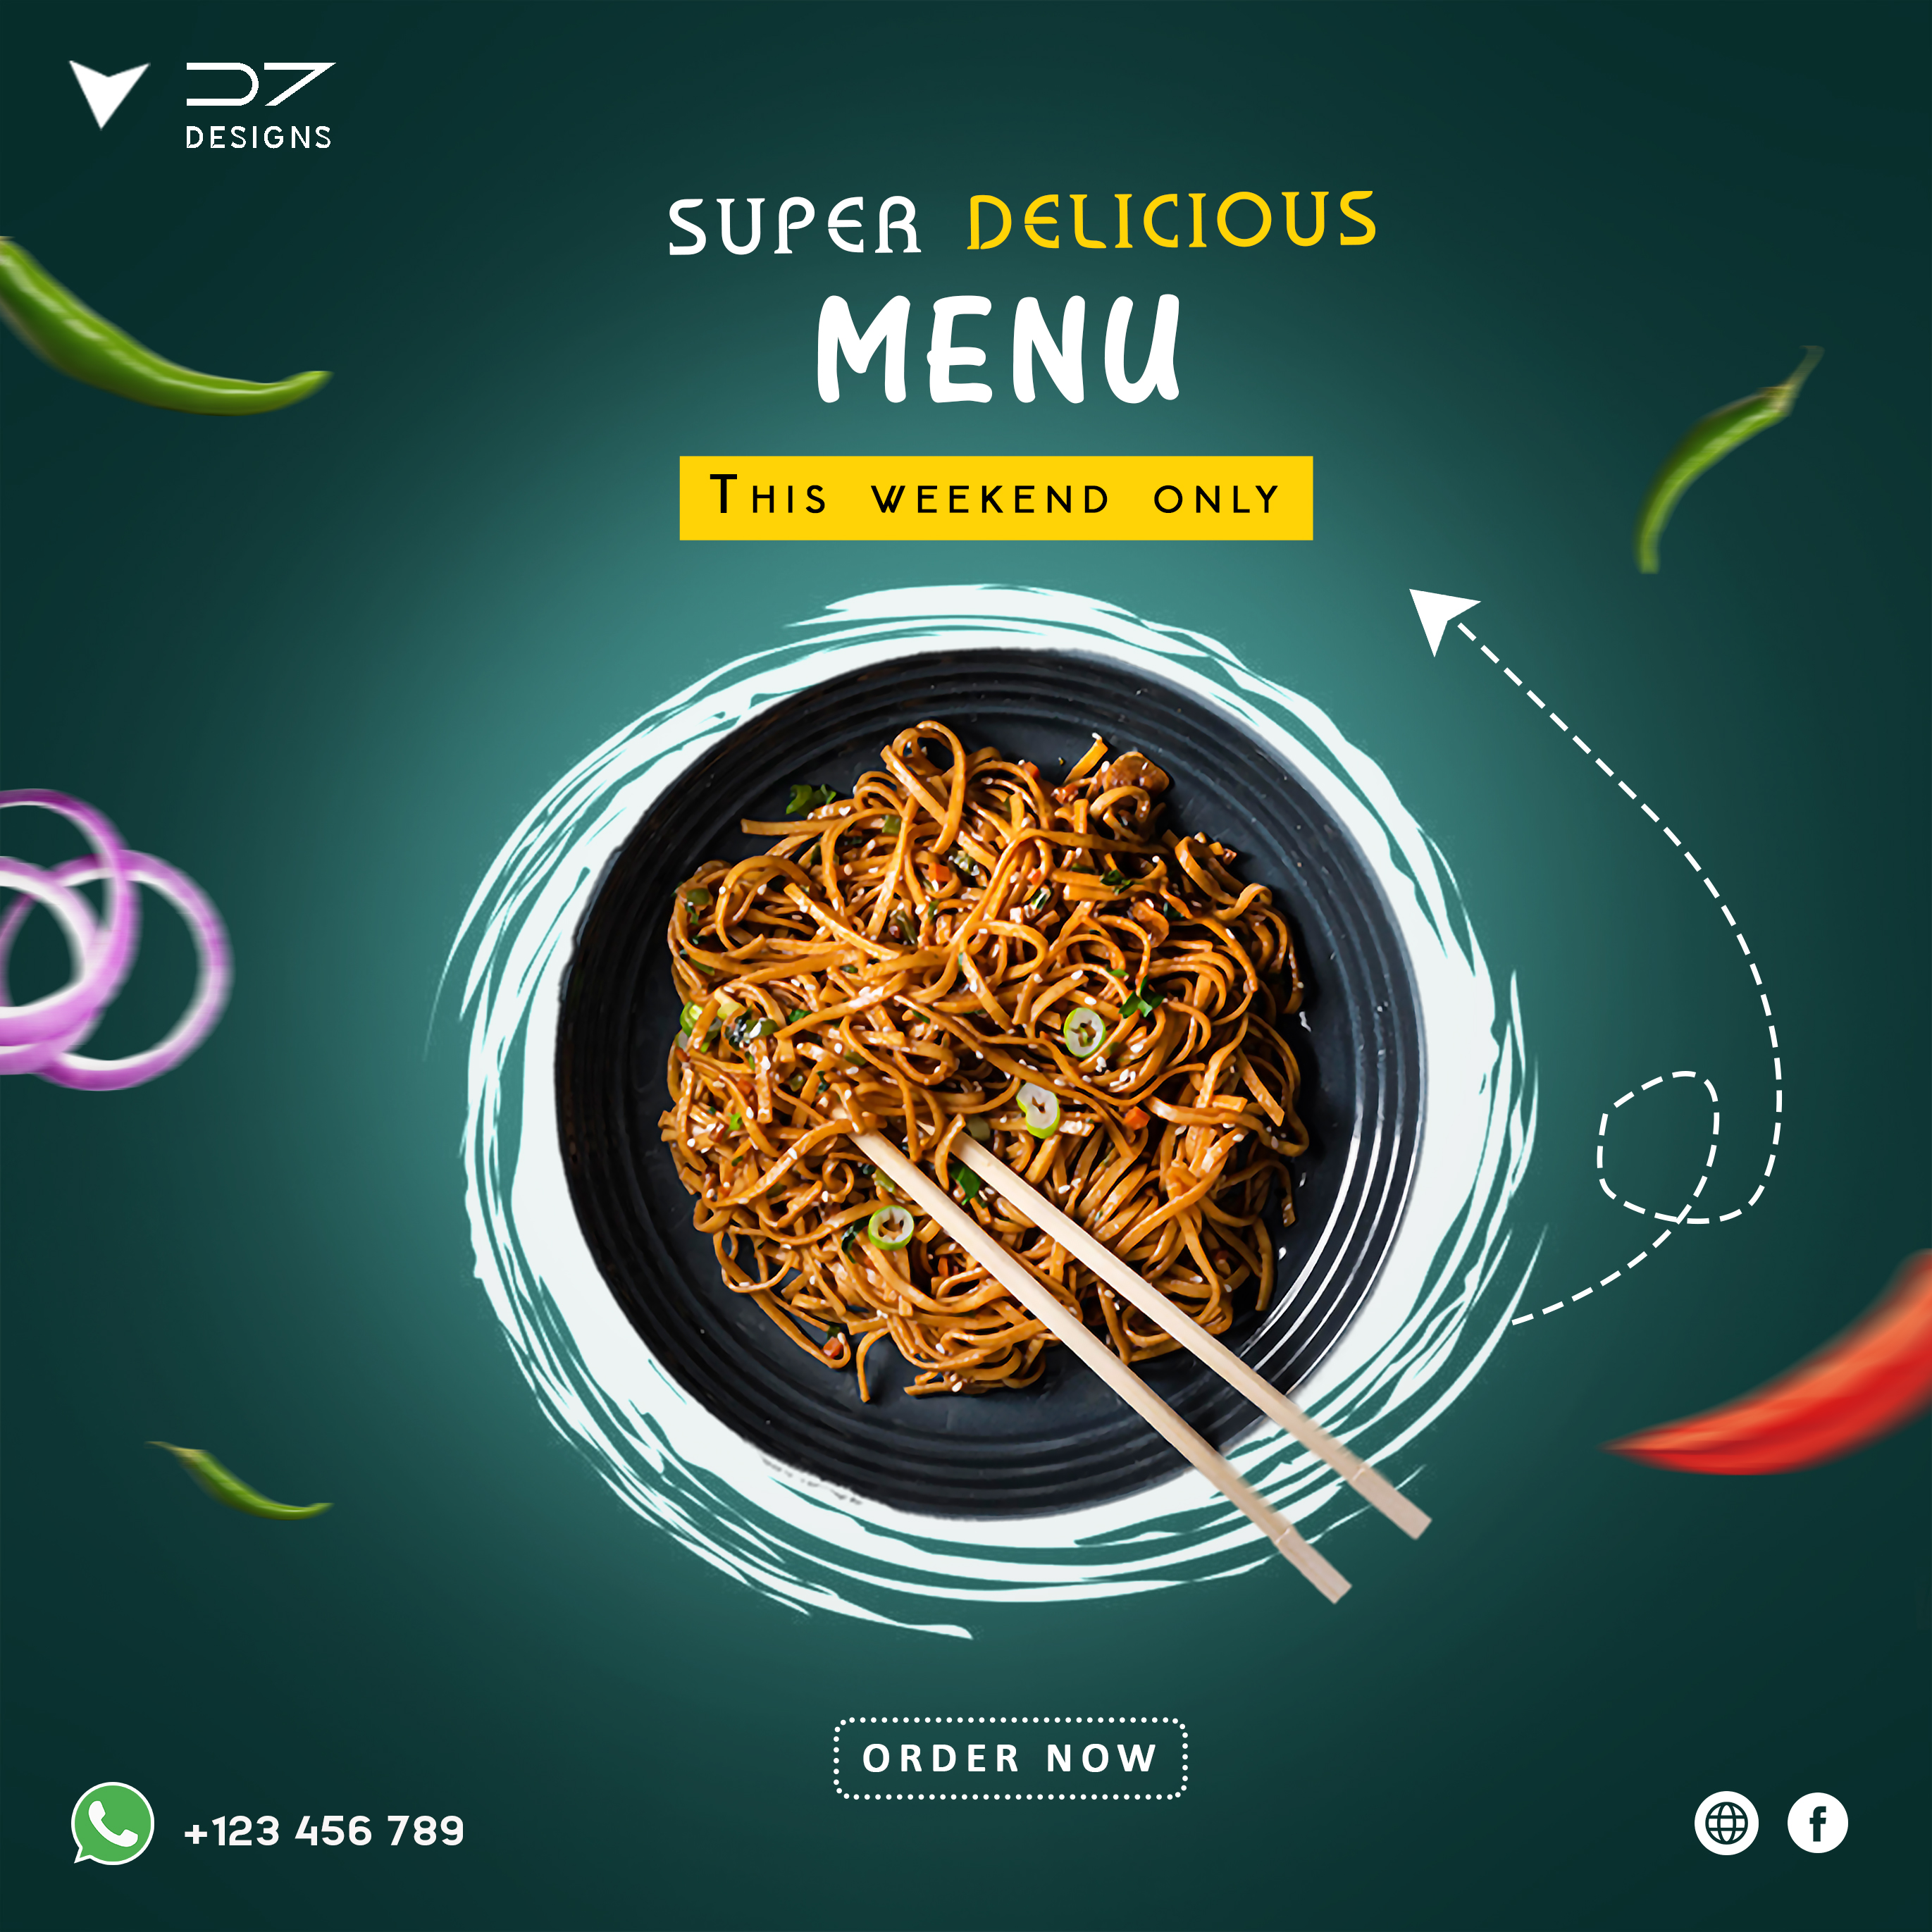 D7
DESIGNS
SUPER DELICIOUS
MENU
This weekend only
ORDER NOW
+123 456 789